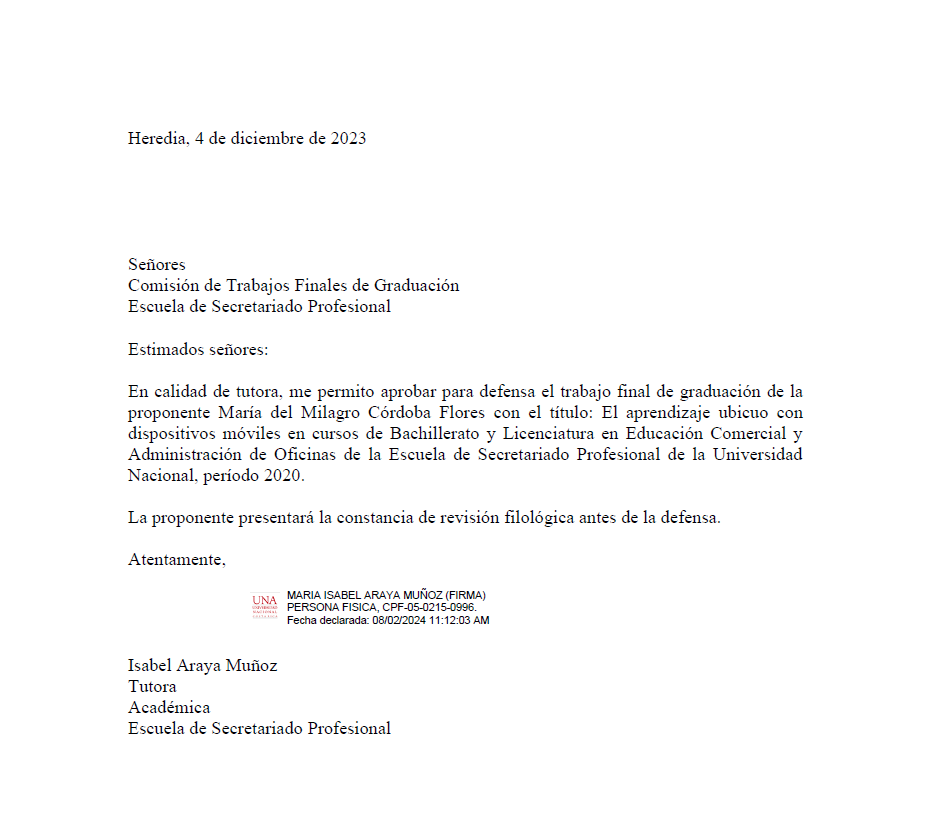 Heredia, 4 de diciembre de 2023
Señores
Comisión de Trabajos Finales de Graduación
Escuela de Secretariado Profesional
Estimados señores:
En calidad de tutora, me permito aprobar para defensa el trabajo final de graduación de la
proponente María del Milagro Córdoba Flores con el título: El aprendizaje ubicuo con
dispositivos móviles en cursos de Bachillerato y Licenciatura en Educación Comercial y
Administración de Oficinas de la Escuela de Secretariado Profesional de la Universidad
Nacional, período 2020.
La proponente presentará la constancia de revisión filológica antes de la defensa.
Atentamente,
UNA
UNIVERSIDAD
NACIONAL
COSTA RICA
MARIA ISABEL ARAYA MUÑOZ (FIRMA)
PERSONA FISICA, CPF-05-0215-0996.
Fecha declarada: 08/02/2024 11:12:03 AM
Isabel Araya Muñoz
Tutora
Académica
Escuela de Secretariado Profesional